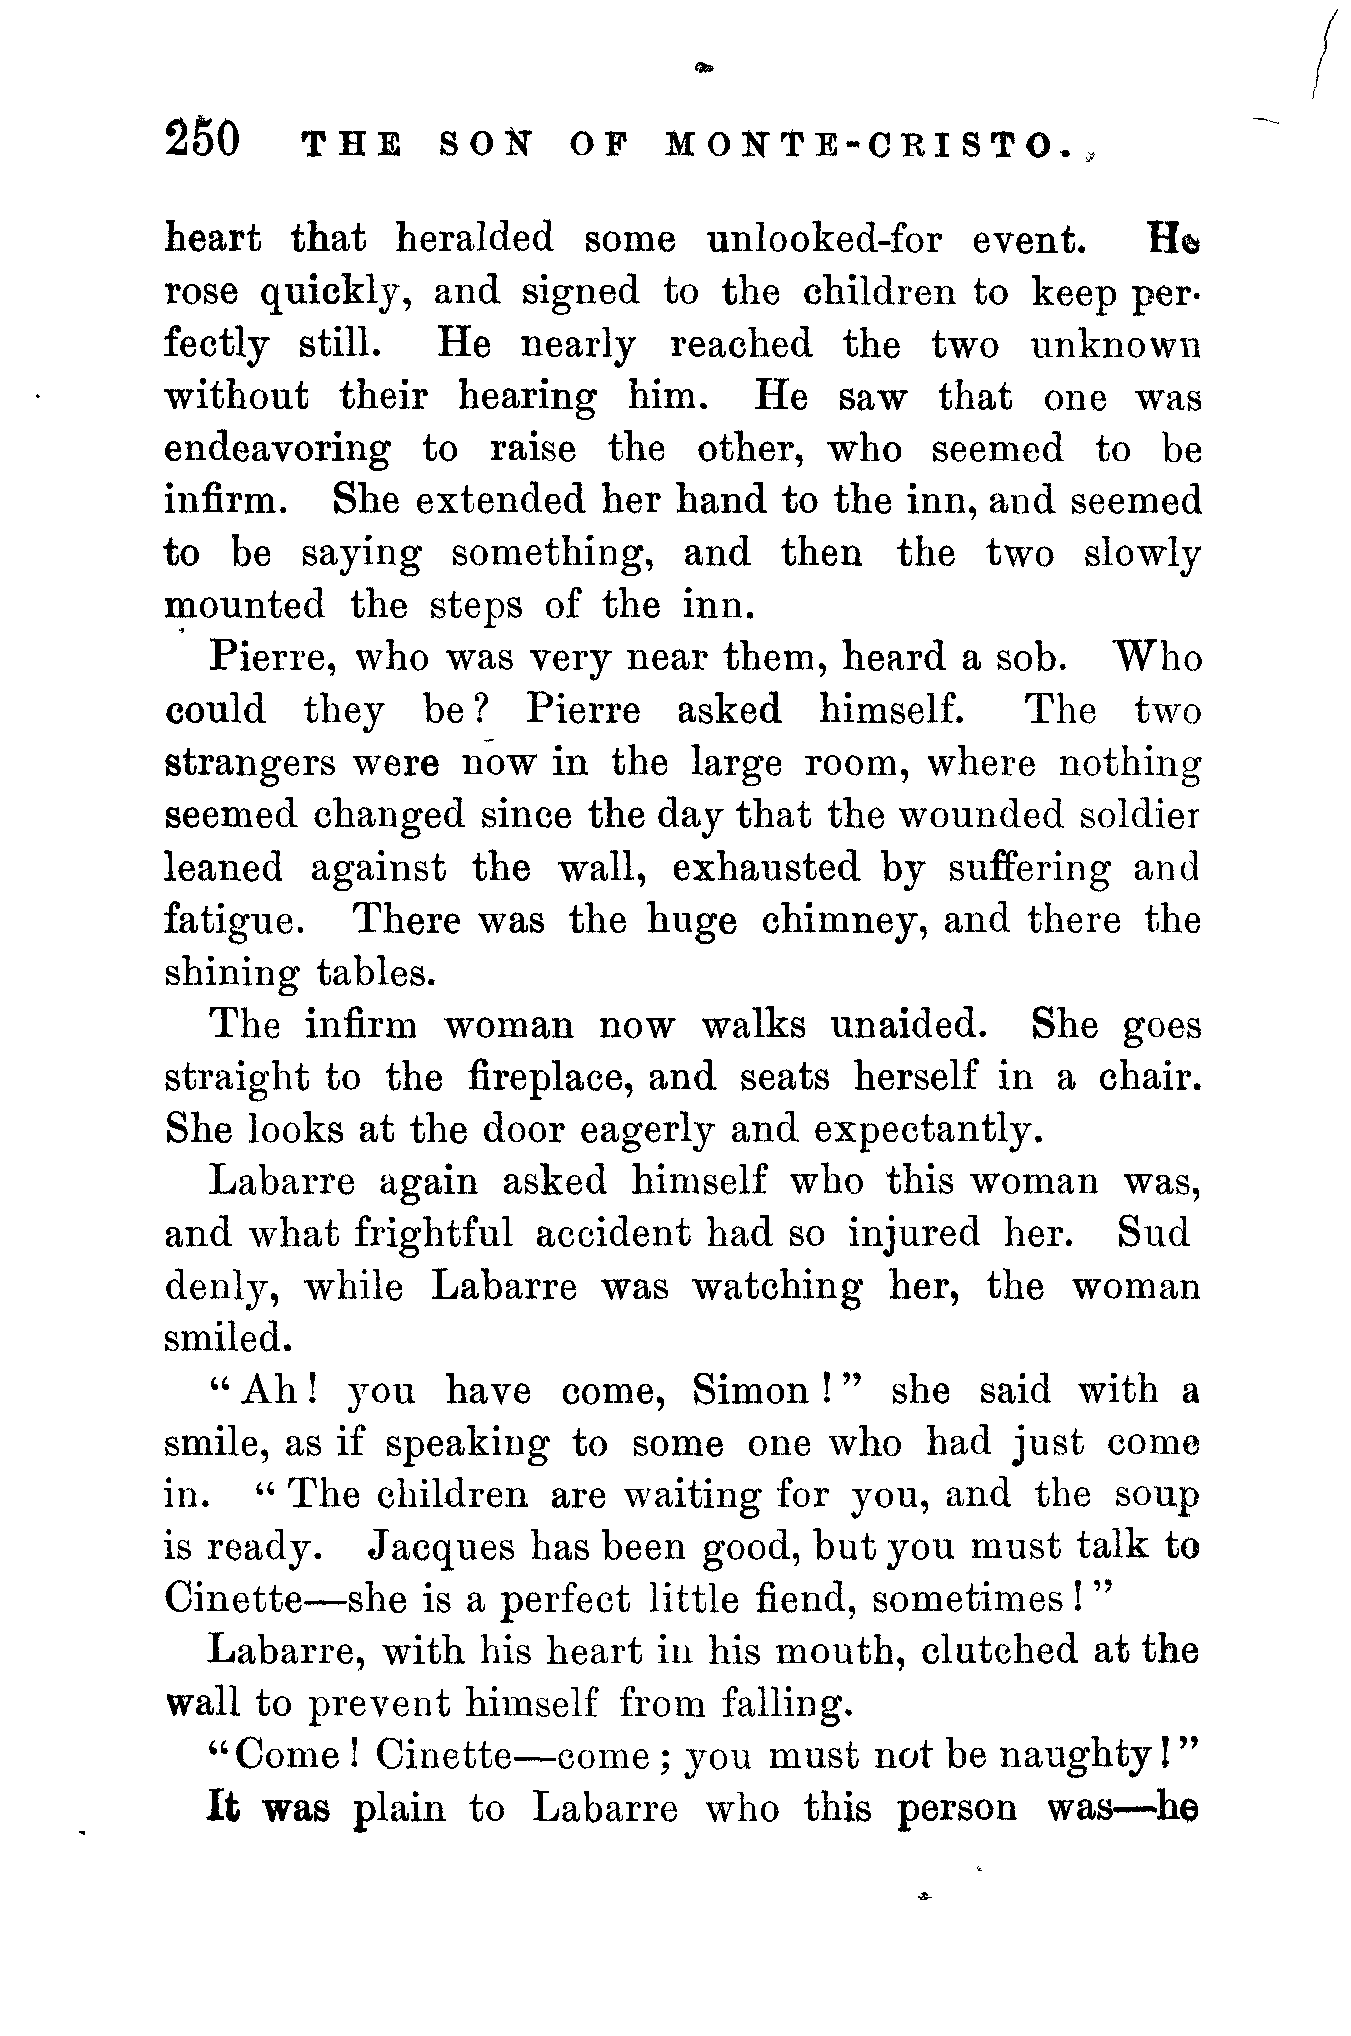 250 THE SON OF MONTE-CRISTO.
heart that heralded some unlooked-for event. He
rose quickly, and signed to the children to keep per-
fectly still. He nearly reached the two unknown
without their hearing him. He saw that one was
endeavoring to raise the other, who seemed to be
infirm. She extended her hand to the inn, and seemed
to be saying something, and then the two slowly
mounted the steps of the inn.
Pierre, who was very near them, heard a sob. Who
could they be? Pierre asked himself. The two
strangers were now in the large room, where nothing
seemed changed since the day that the wounded soldier
leaned against the wall, exhausted by suffering and
fatigue. There was the huge chimney, and there the
shining tables.
The infirm woman now walks unaided. She goes
straight to the fireplace, and seats herself in a chair.
She looks at the door eagerly and expectantly.
Labarre again asked himself who this woman was,
and what frightful accident had so injured her. Sud
denly, while Labarre was watching her, the woman
smiled.
“Ah! you have come, Simon!” she said with a
smile, as if speaking to some one who had just come
in. “The children are waiting for you, and the soup
is ready. Jacques has been good, but you must talk to
Cinette—she is a perfect little fiend, sometimes!”
Labarre, with his heart in his mouth, clutched at the
wall to prevent himself from falling.
“Come! Cinette—come; you must not be naughty!”
It was plain to Labarre who this person was—he